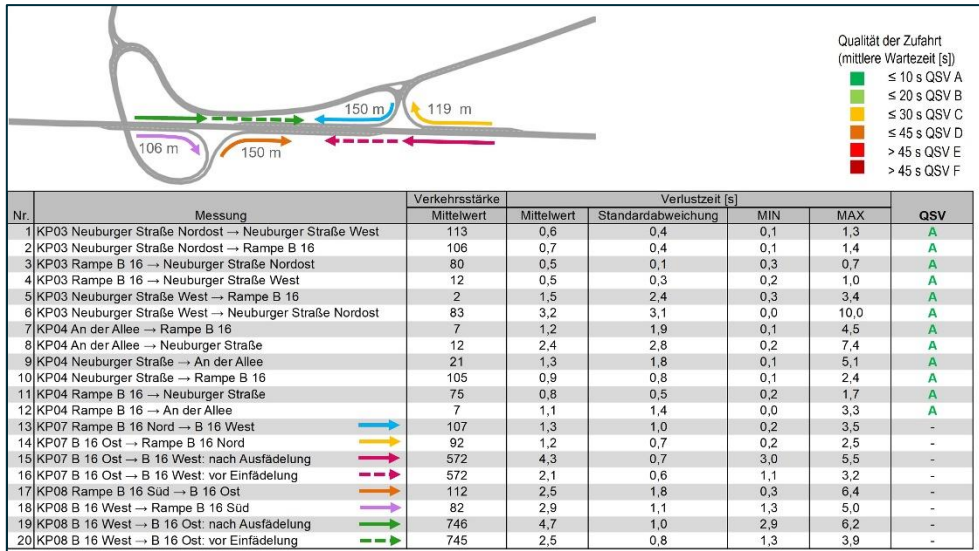 Qualität der Zufahrt
(mittlere Wartezeit [s])
≤ 10 s QSV A
≤ 20 s QSV B
≤ 30 s QSV C
≤ 45 s QSV D
> 45 s QSV E
> 45 s QSV F
150 m
119 m
106 m
150 m
Verkehrsstärke Verlustzeit [s]
Nr. Messung Mittelwert Mittelwert Standardabweichung MIN MAX QSV
1 KP03 Neuburger Straße Nordost → Neuburger Straße West 113 0,6 0,4 0,1 1,3 A
2 KP03 Neuburger Straße Nordost → Rampe B 16 106 0,7 0,4 0,1 1,4 A
3 KP03 Rampe B 16 → Neuburger Straße Nordost 80 0,5 0,1 0,3 0,7 A
4 KP03 Rampe B 16 → Neuburger Straße West 12 0,5 0,3 0,2 1,0 A
5 KP03 Neuburger Straße West → Rampe B 16 2 1,5 2,4 0,3 3,4 A
6 KP03 Neuburger Straße West → Neuburger Straße Nordost 83 3,2 3,1 0,0 10,0 A
7 KP04 An der Allee → Rampe B 16 7 1,2 1,9 0,1 4,5 A
8 KP04 An der Allee → Neuburger Straße 12 2,4 2,8 0,2 7,4 A
9 KP04 Neuburger Straße → An der Allee 21 1,3 1,8 0,1 5,1 A
10 KP04 Neuburger Straße → Rampe B 16 105 0,9 0,8 0,1 2,4 A
11 KP04 Rampe B 16 → Neuburger Straße 75 0,8 0,5 0,2 1,7 A
12 KP04 Rampe B 16 → An der Allee 7 1,1 1,4 0,0 3,3 A
13 KP07 Rampe B 16 Nord → B 16 West 107 1,3 1,0 0,2 3,5 -
14 KP07 B 16 Ost → Rampe B 16 Nord 92 1,2 0,7 0,2 2,5 -
15 KP07 B 16 Ost → B 16 West: nach Ausfädelung 572 4,3 0,7 3,0 5,5 -
16 KP07 B 16 Ost → B 16 West: vor Einfädelung 572 2,1 0,6 1,1 3,2 -
17 KP08 Rampe B 16 Süd → B 16 Ost 112 2,5 1,8 0,3 6,4 -
18 KP08 B 16 West → Rampe B 16 Süd 82 2,9 1,1 1,3 5,0 -
19 KP08 B 16 West → B 16 Ost: nach Ausfädelung 746 4,7 1,0 2,9 6,2 -
20 KP08 B 16 West → B 16 Ost: vor Einfädelung 745 2,5 0,8 1,3 3,9 -